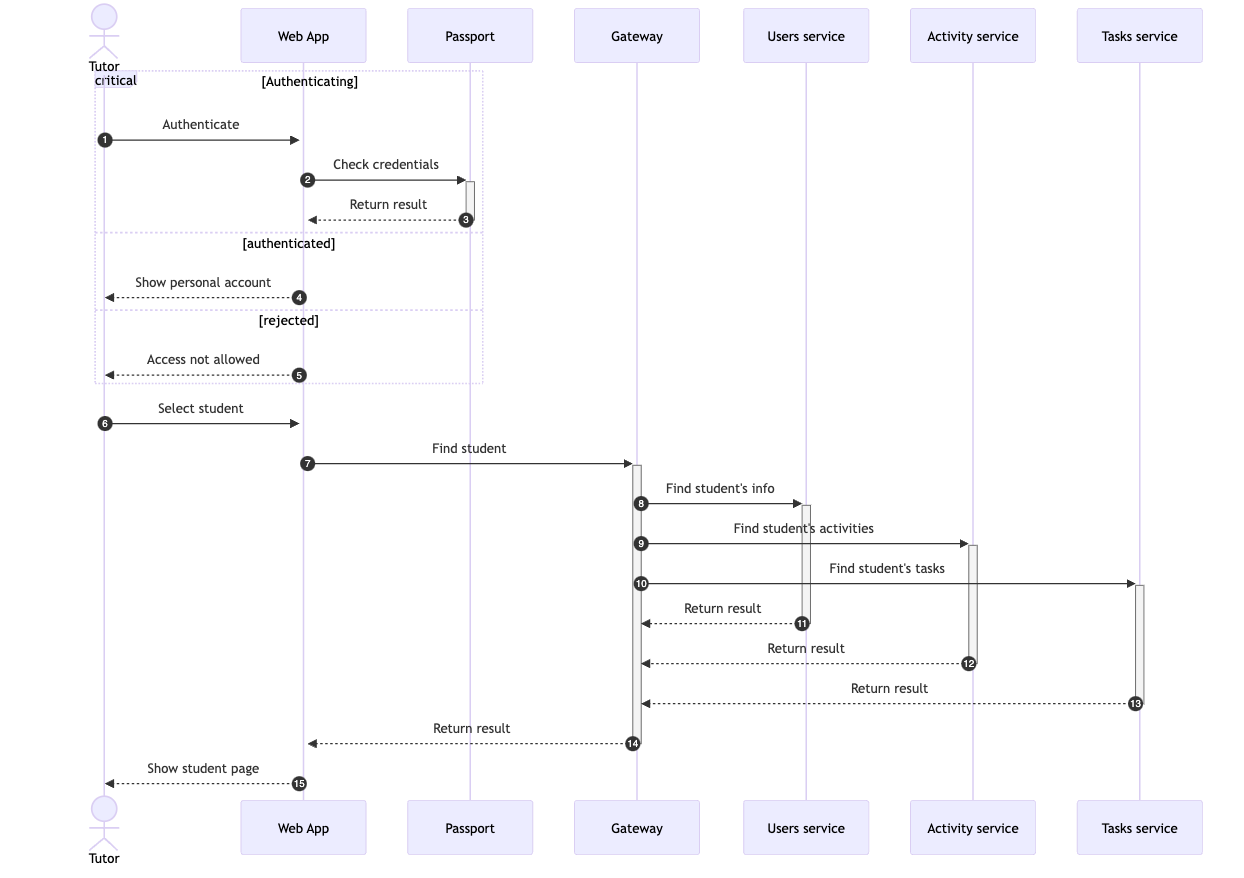 Tutor
Web App
Passport
Gateway
Users service
Activity service
Tasks service
critical
[Authenticating]
1
Authenticate
2
Check credentials
Return result
3
[authenticated]
Show personal account
4
[rejected]
Access not allowed
5
6
Select student
7
Find student
8
Find student's info
9
Find student's activities
10
Find student's tasks
Return result
11
Return result
12
Return result
13
Return result
14
Show student page
15
Tutor
Web App
Passport
Gateway
Users service
Activity service
Tasks service